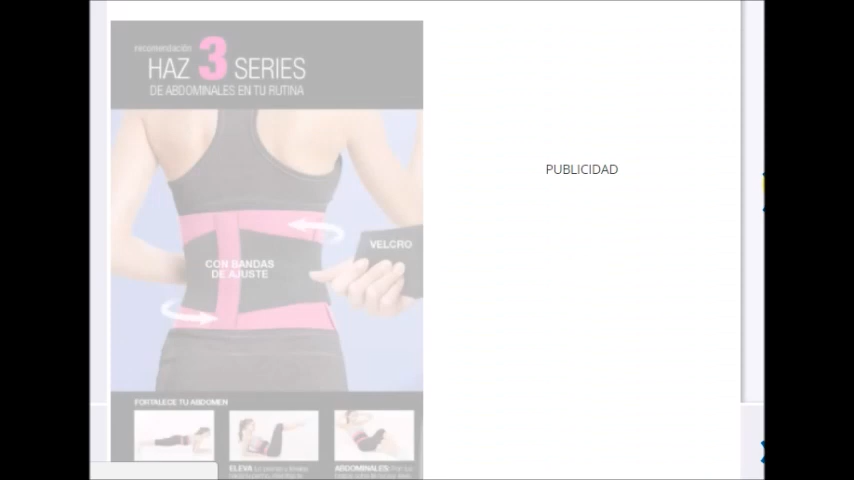 recomendación
HAZ 3 SERIES
DE ABDOMINALES EN TU RUTINA
PUBLICIDAD
VELCRO
CON BANDAS
DE AJUSTE
FORTALECE TU ABDOMEN
ELEVA
ABDOMINALES: